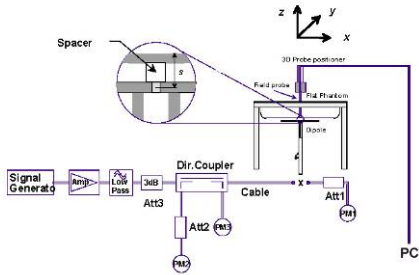 z
y
x
Spacer
s
3D Probe positioner
Field probe
Flat Phantom
Dipole
Dir.Coupler
Signal
Generato
Amp
Low
Pass
3dB
Cable
x
Att3
Att1
Att2
PM3
PM1
PM2
PC